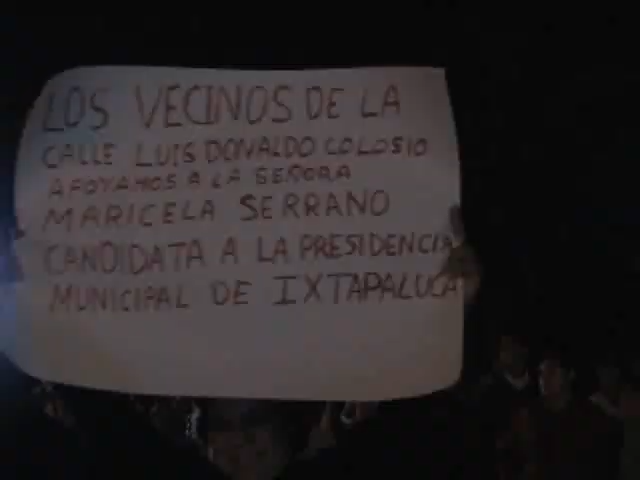 LOS VECINOS DE LA
CALLE LUIS DONALDO COLOSIO
APOYAMOS A LA SEÑORA
MARICELA SERRANO
CANDIDATA A LA PRESIDENCIA
MUNICIPAL DE IXTAPALUCA